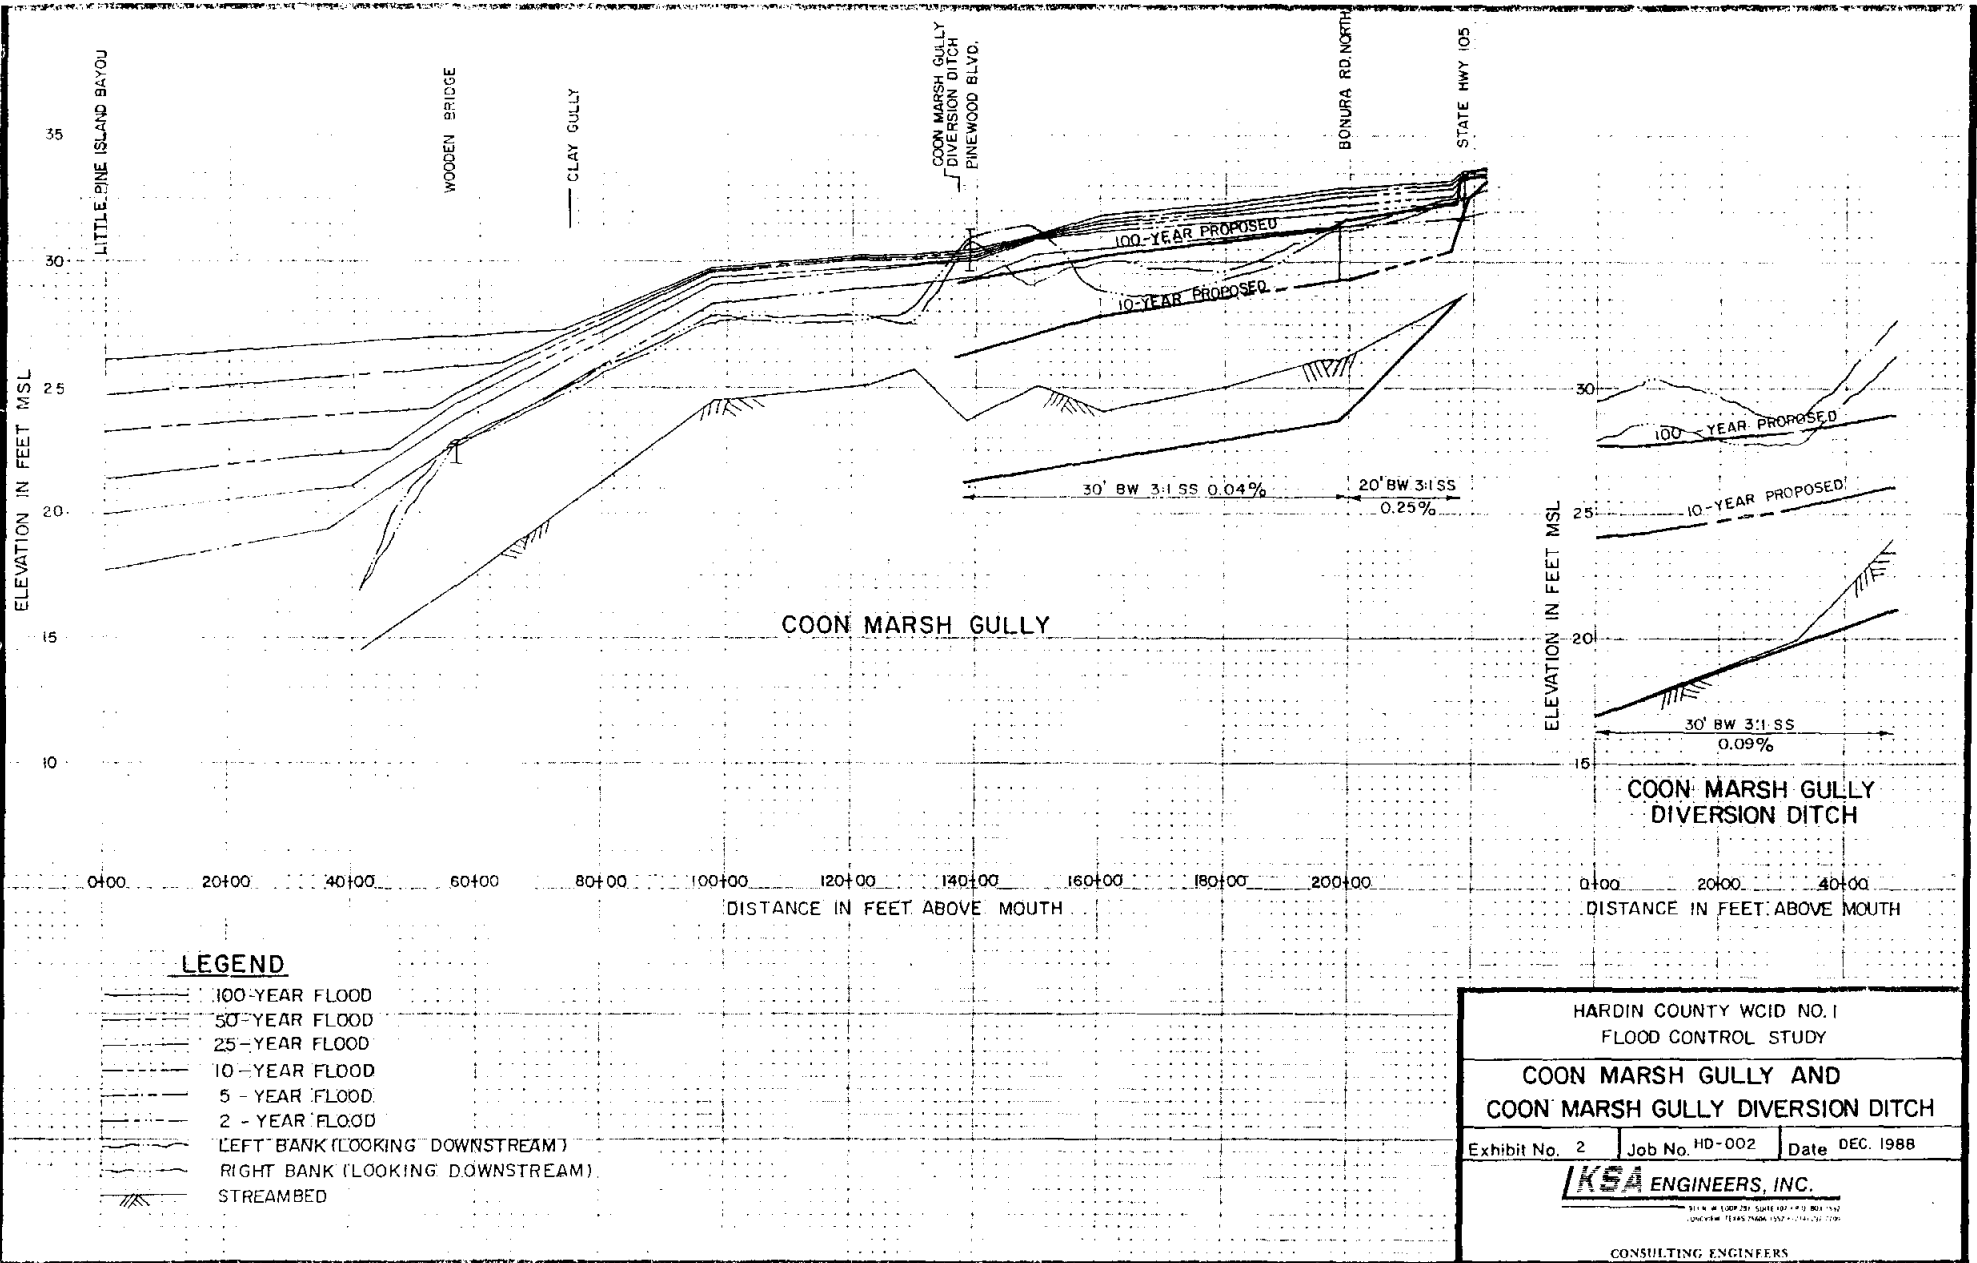 LITTLE PINE ISLAND BAYOU
WOODEN BRIDGE
CLAY GULLY
COON MARSH GULLY
DIVERSION DITCH
PINEWOOD BLVD.
BONURA RD. NORTH
STATE HWY 105
ELEVATION IN FEET MSL
35
30
25
20
15
10
100-YEAR PROPOSED
10-YEAR PROPOSED
30' BW 3:1 SS 0.04%
20' BW 3:1 SS
0.25%
COON MARSH GULLY
0+00 20+00 40+00 60+00 80+00 100+00 120+00 140+00 160+00 180+00 200+00
DISTANCE IN FEET ABOVE MOUTH
ELEVATION IN FEET MSL
30
25
20
15
100-YEAR PROPOSED
10-YEAR PROPOSED
30' BW 3:1 SS
0.09%
COON MARSH GULLY
DIVERSION DITCH
0+00 20+00 40+00
DISTANCE IN FEET ABOVE MOUTH
LEGEND
100-YEAR FLOOD
50-YEAR FLOOD
25-YEAR FLOOD
10-YEAR FLOOD
5-YEAR FLOOD
2-YEAR FLOOD
LEFT BANK (LOOKING DOWNSTREAM)
RIGHT BANK (LOOKING DOWNSTREAM)
STREAMBED
HARDIN COUNTY WCID NO. 1
FLOOD CONTROL STUDY
COON MARSH GULLY AND
COON MARSH GULLY DIVERSION DITCH
Exhibit No. 2 Job No. HD-002 Date DEC. 1988
KSA ENGINEERS, INC.
CONSULTING ENGINEERS